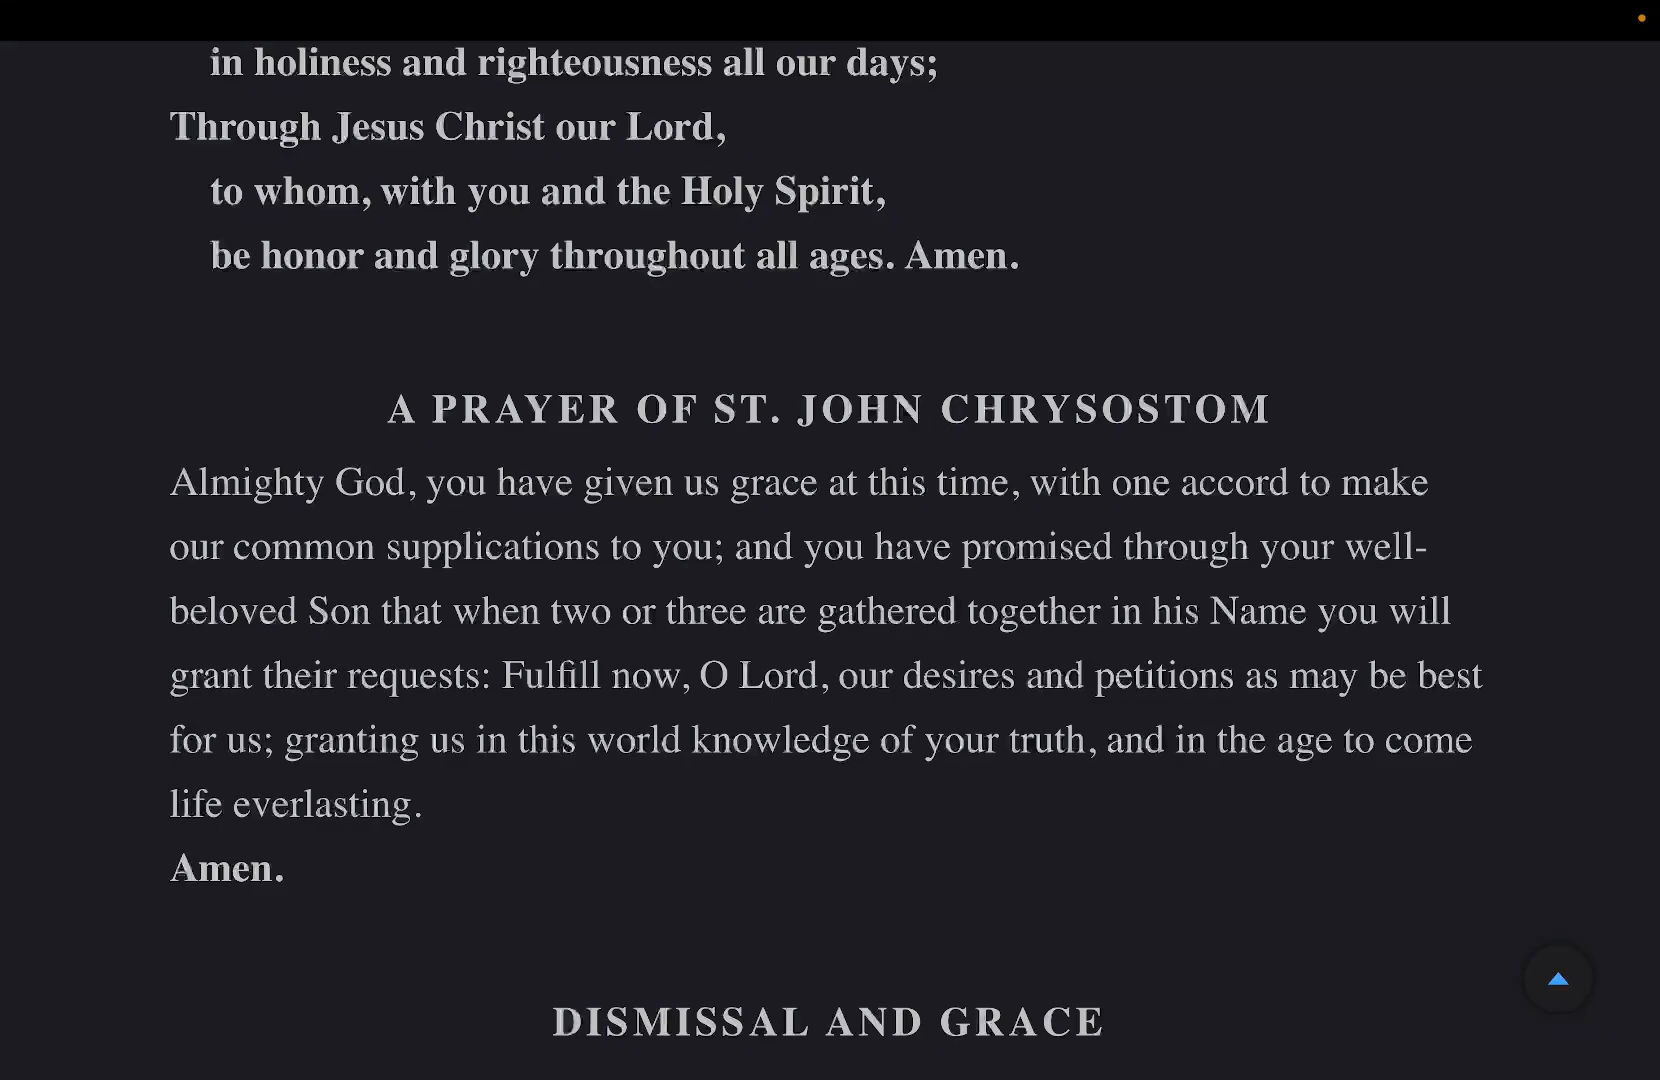 in holiness and righteousness all our days;
Through Jesus Christ our Lord,
to whom, with you and the Holy Spirit,
be honor and glory throughout all ages. Amen.
A PRAYER OF ST. JOHN CHRYSOSTOM
Almighty God, you have given us grace at this time, with one accord to make
our common supplications to you; and you have promised through your well-
beloved Son that when two or three are gathered together in his Name you will
grant their requests: Fulfill now, O Lord, our desires and petitions as may be best
for us; granting us in this world knowledge of your truth, and in the age to come
life everlasting.
Amen.
DISMISSAL AND GRACE